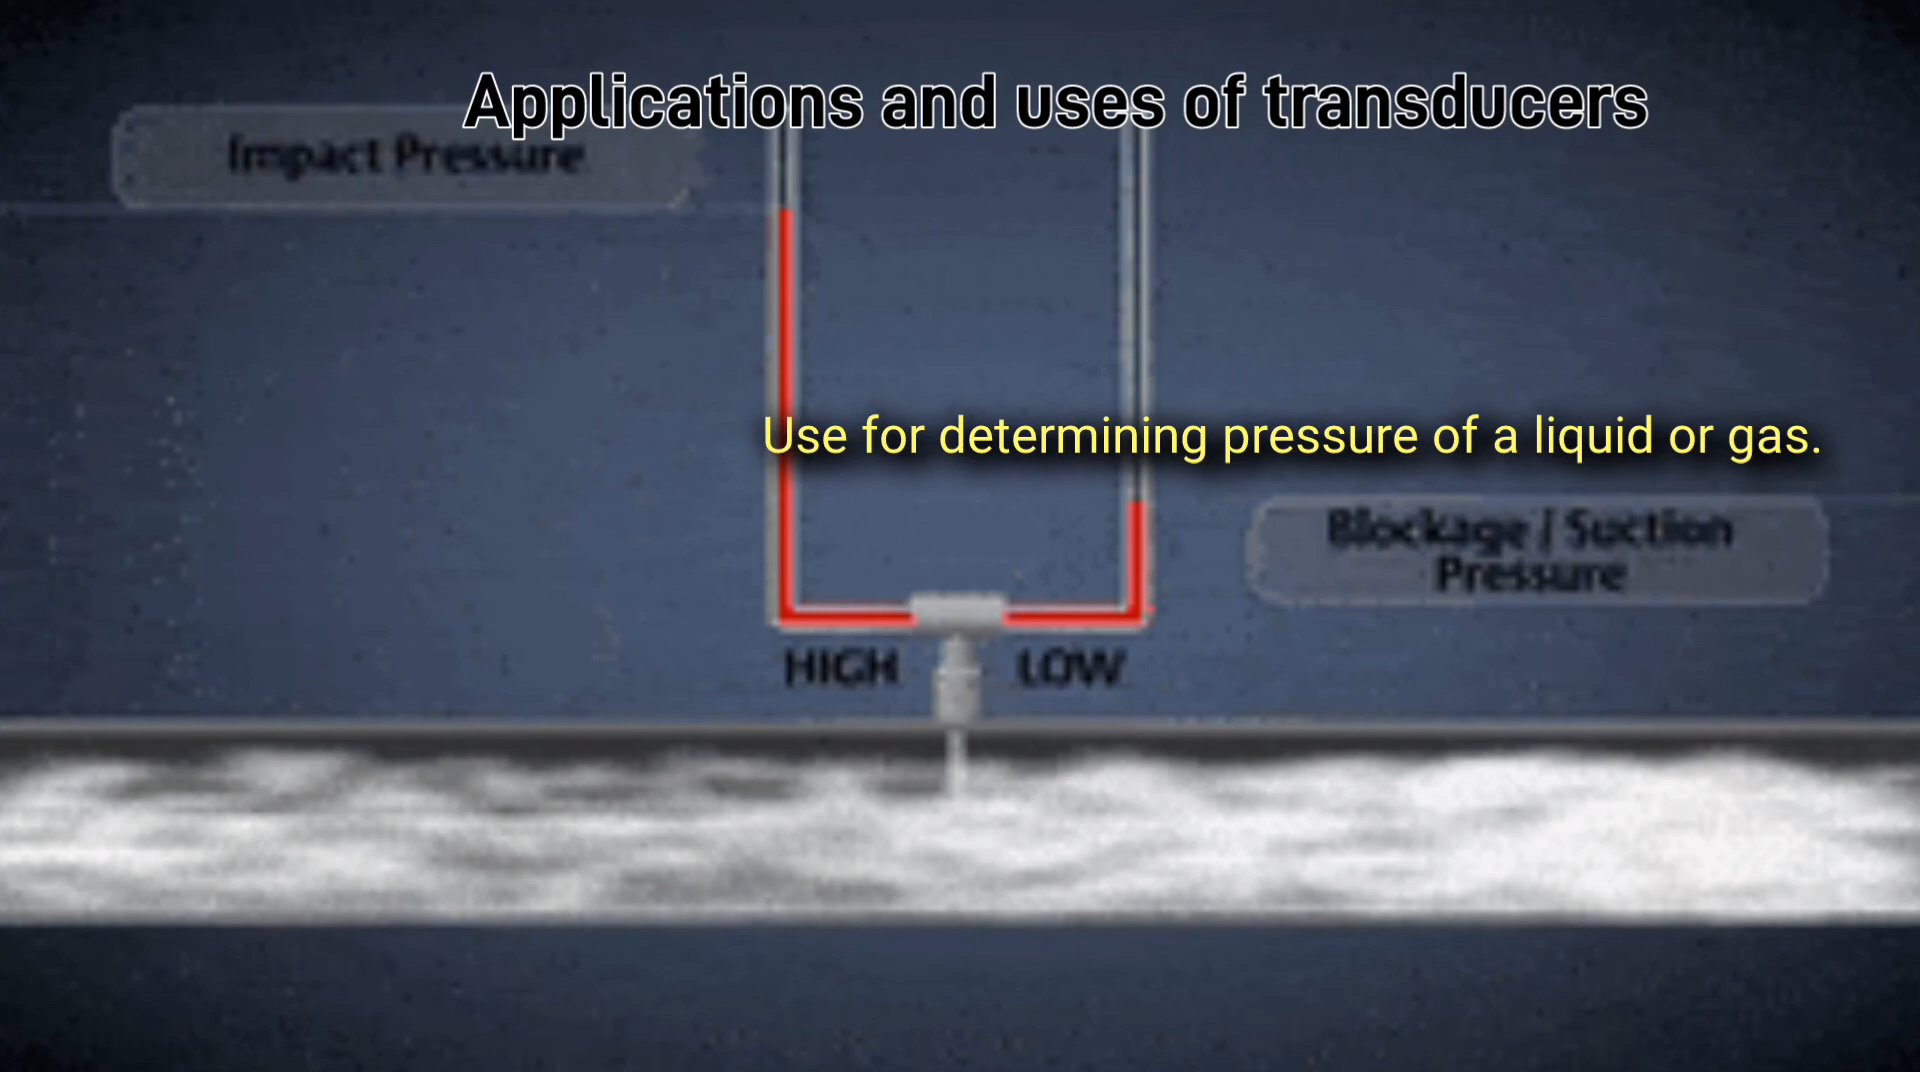 Applications and uses of transducers
Impact Pressure
Use for determining pressure of a liquid or gas.
Blockage / Suction
Pressure
HIGH
LOW